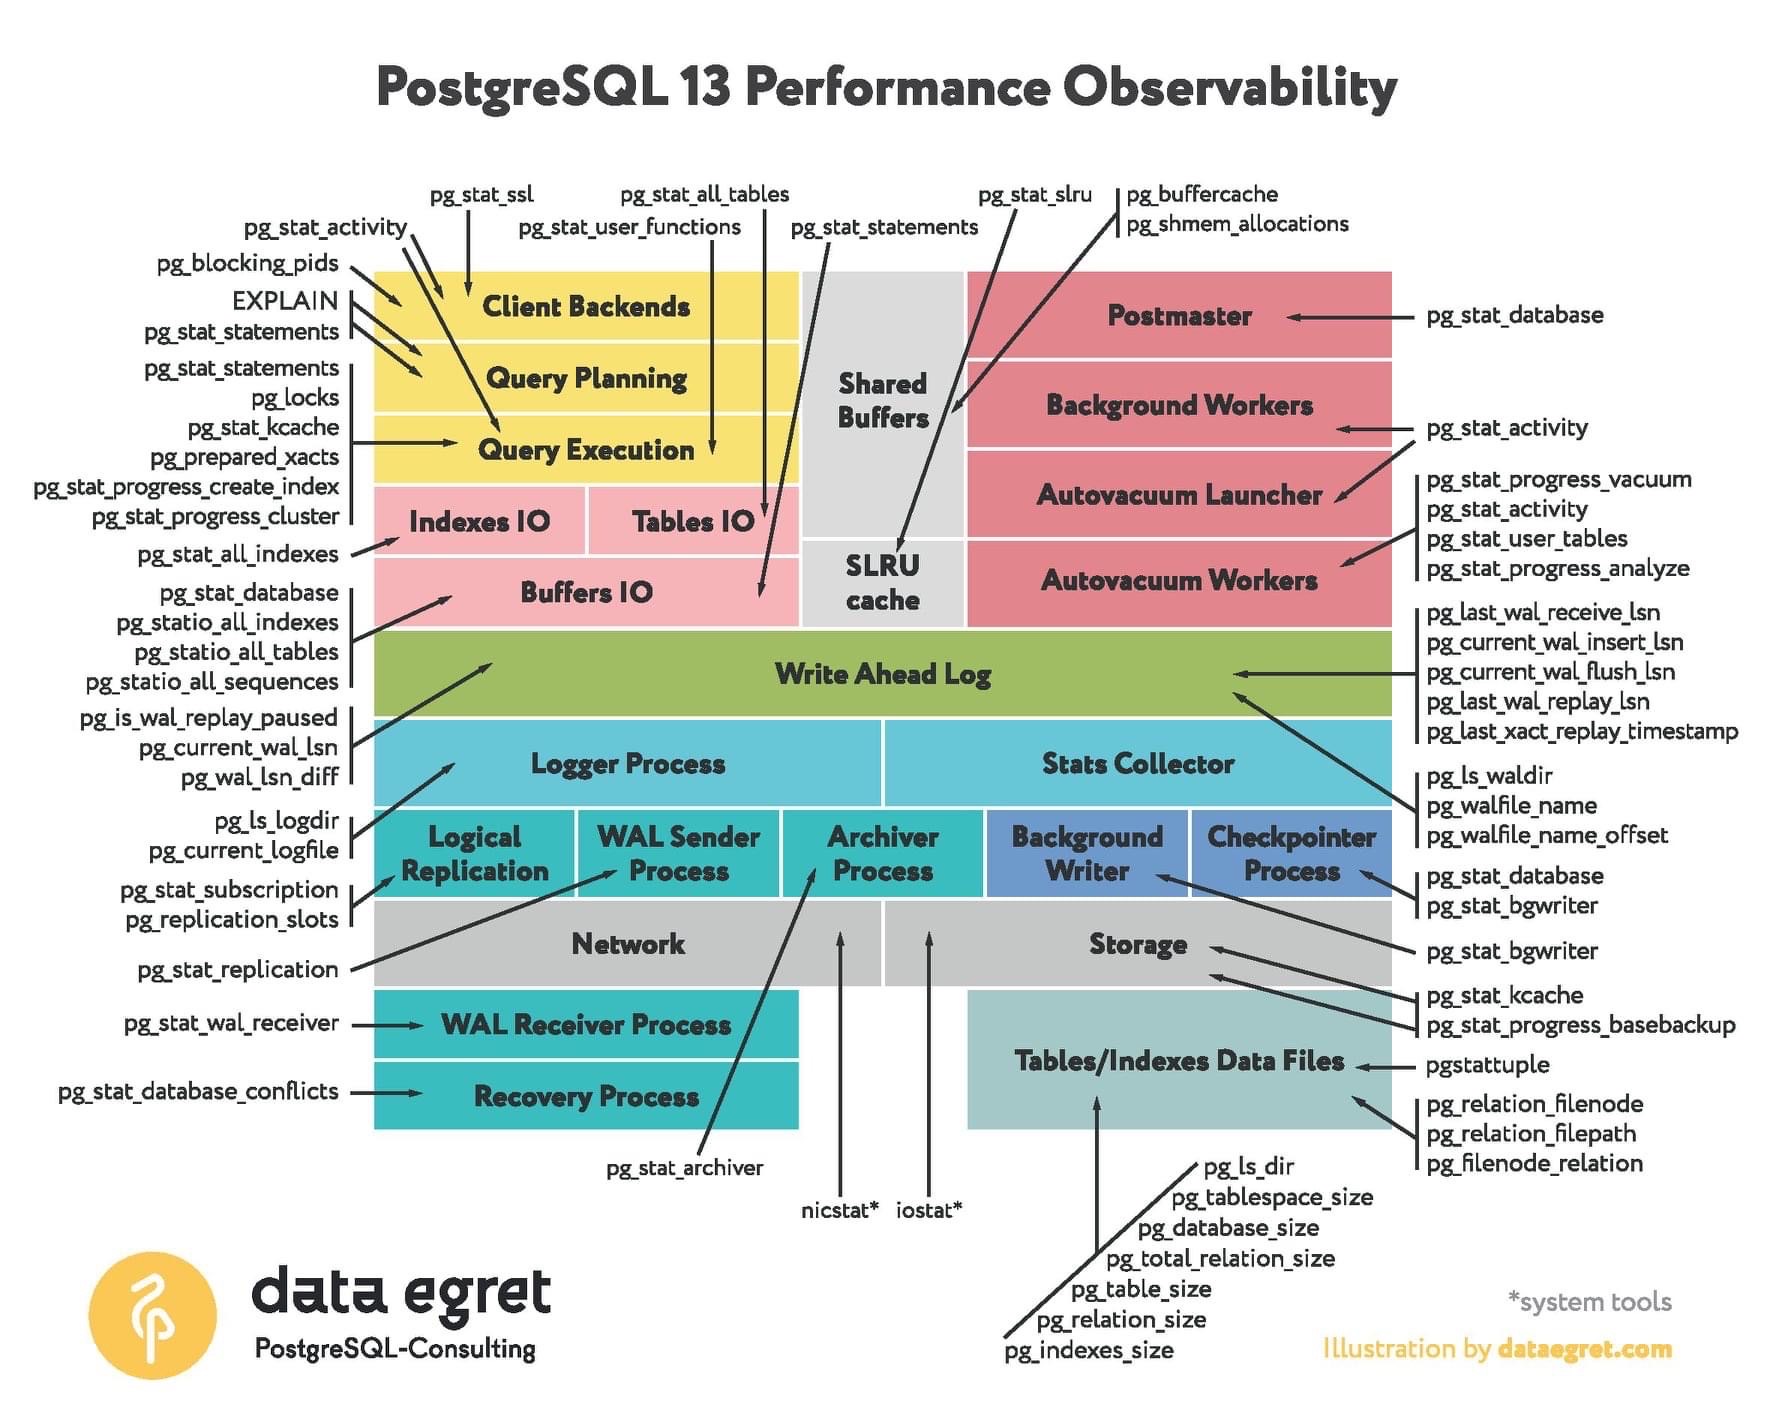 PostgreSQL 13 Performance Observability
pg_stat_ssl
pg_stat_all_tables
pg_stat_slru
pg_buffercache
pg_shmem_allocations
pg_stat_activity
pg_stat_user_functions
pg_stat_statements
pg_blocking_pids
EXPLAIN
pg_stat_statements
pg_stat_statements
pg_locks
pg_stat_kcache
pg_prepared_xacts
pg_stat_progress_create_index
pg_stat_progress_cluster
pg_stat_all_indexes
pg_stat_database
pg_statio_all_indexes
pg_statio_all_tables
pg_statio_all_sequences
pg_is_wal_replay_paused
pg_current_wal_lsn
pg_wal_lsn_diff
pg_ls_logdir
pg_current_logfile
pg_stat_subscription
pg_replication_slots
pg_stat_replication
pg_stat_wal_receiver
pg_stat_database_conflicts
Client Backends
Query Planning
Query Execution
Indexes IO
Tables IO
Buffers IO
Shared
Buffers
SLRU
cache
Postmaster
Background Workers
Autovacuum Launcher
Autovacuum Workers
Write Ahead Log
Logger Process
Stats Collector
Logical
Replication
WAL Sender
Process
Archiver
Process
Background
Writer
Checkpointer
Process
Network
Storage
WAL Receiver Process
Recovery Process
Tables/Indexes Data Files
pg_stat_database
pg_stat_activity
pg_stat_progress_vacuum
pg_stat_activity
pg_stat_user_tables
pg_stat_progress_analyze
pg_last_wal_receive_lsn
pg_current_wal_insert_lsn
pg_current_wal_flush_lsn
pg_last_wal_replay_lsn
pg_last_xact_replay_timestamp
pg_ls_waldir
pg_walfile_name
pg_walfile_name_offset
pg_stat_database
pg_stat_bgwriter
pg_stat_bgwriter
pg_stat_kcache
pg_stat_progress_basebackup
pgstattuple
pg_relation_filenode
pg_relation_filepath
pg_filenode_relation
pg_stat_archiver
nicstat*
iostat*
pg_ls_dir
pg_tablespace_size
pg_database_size
pg_total_relation_size
pg_table_size
pg_relation_size
pg_indexes_size
data egret
PostgreSQL-Consulting
*system tools
Illustration by dataegret.com